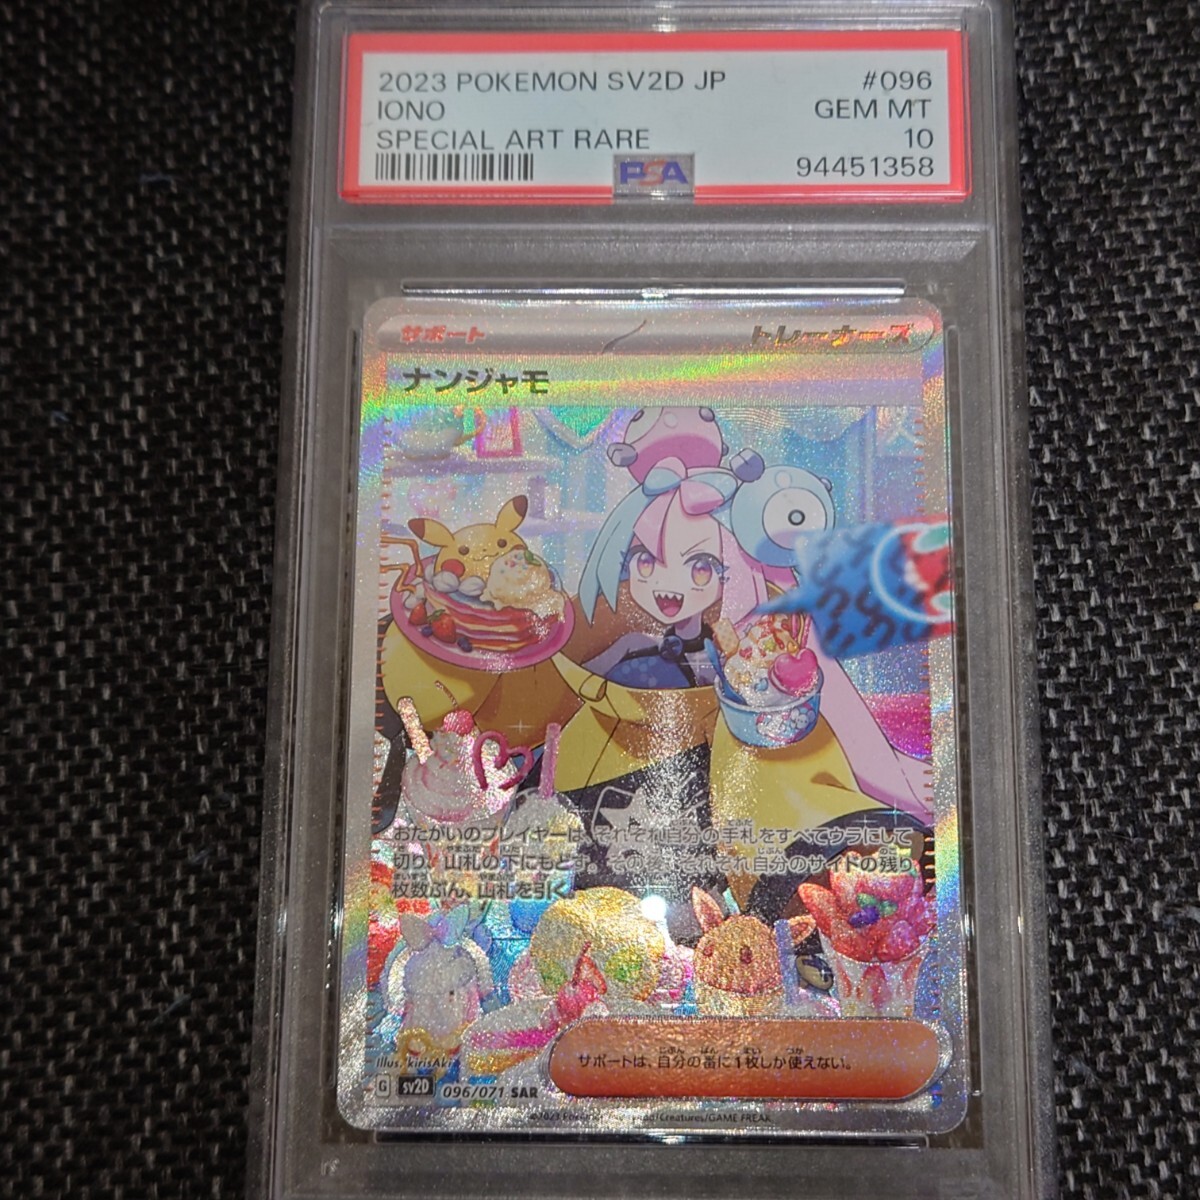 2023 POKEMON SV2D JP #096
IONO GEM MT
SPECIAL ART RARE 10
PSA 94451358
サポート トレーナーズ
ナンジャモ
おたがいのプレイヤーは、それぞれ自分の手札をすべてウラにして
切り、山札の下にもどす。その後、それぞれ自分のサイドの残り
枚数ぶん、山札を引く。
サポートは、自分の番に1枚しか使えない。
Illus. kirisAki
G SV2D 096/071 SAR
Creatures/GAME FREAK